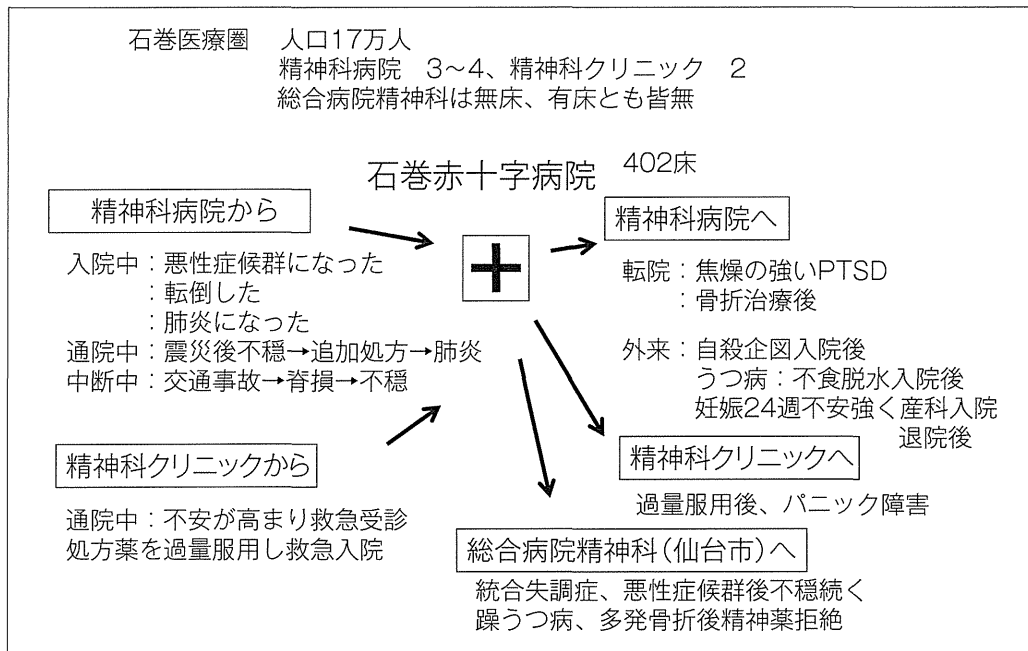 石巻医療圏　人口17万人
精神科病院　3～4、精神科クリニック　2
総合病院精神科は無床、有床とも皆無
石巻赤十字病院　402床
精神科病院から
入院中：悪性症候群になった
：転倒した
：肺炎になった
通院中：震災後不穏→追加処方→肺炎
中断中：交通事故→脊損→不穏
精神科クリニックから
通院中：不安が高まり救急受診
処方薬を過量服用し救急入院
精神科病院へ
転院：焦燥の強いPTSD
：骨折治療後
外来：自殺企図入院後
うつ病：不食脱水入院後
妊娠24週不安強く産科入院
退院後
精神科クリニックへ
過量服用後、パニック障害
総合病院精神科（仙台市）へ
統合失調症、悪性症候群後不穏続く
躁うつ病、多発骨折後精神薬拒絶